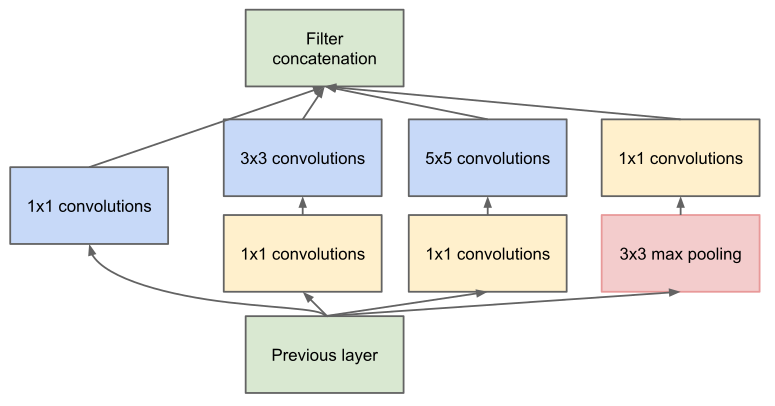 Filter
concatenation
3x3 convolutions
5x5 convolutions
1x1 convolutions
1x1 convolutions
1x1 convolutions
1x1 convolutions
3x3 max pooling
Previous layer